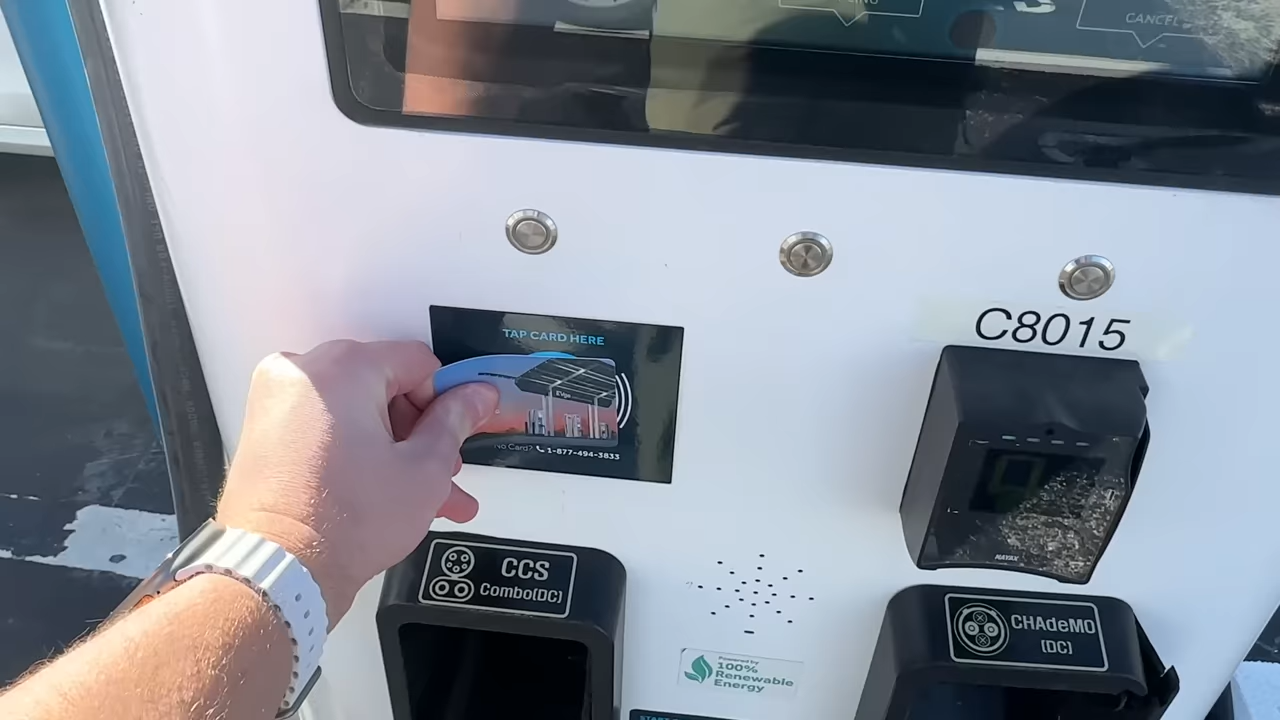 CANCEL
C8015
TAP CARD HERE
EVgo
No Card? 1-877-494-3833
NAYAX
CCS
Combo(DC)
CHAdeMO
(DC)
Powered by
100%
Renewable
Energy